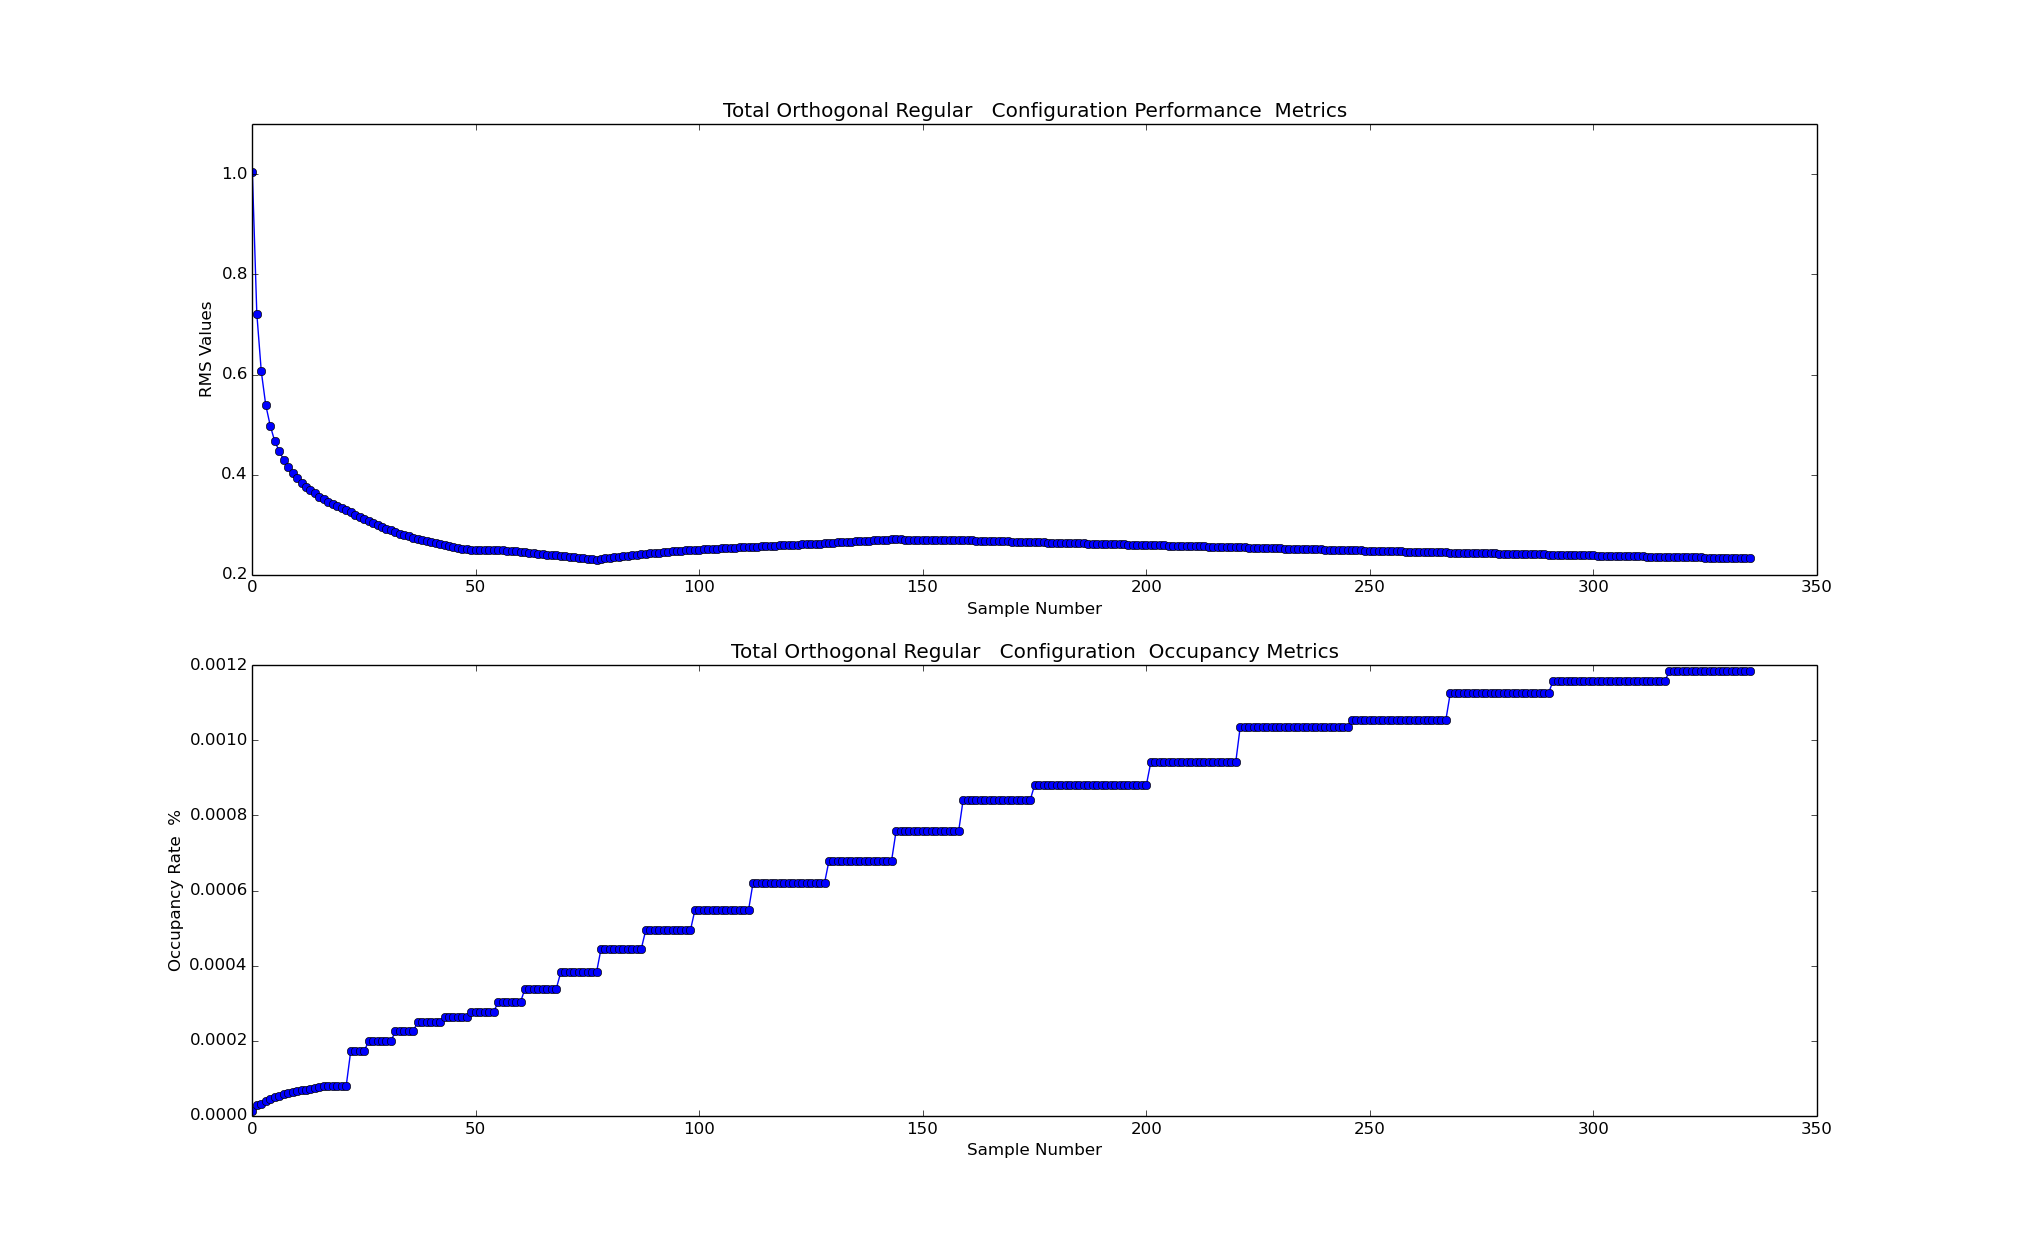 Total Orthogonal Regular   Configuration Performance  Metrics
1.0
0.8
0.6
0.4
0.2
RMS Values
0 50 100 150 200 250 300 350
Sample Number
Total Orthogonal Regular   Configuration  Occupancy Metrics
0.0012
0.0010
0.0008
0.0006
0.0004
0.0002
0.0000
Occupancy Rate  %
0 50 100 150 200 250 300 350
Sample Number